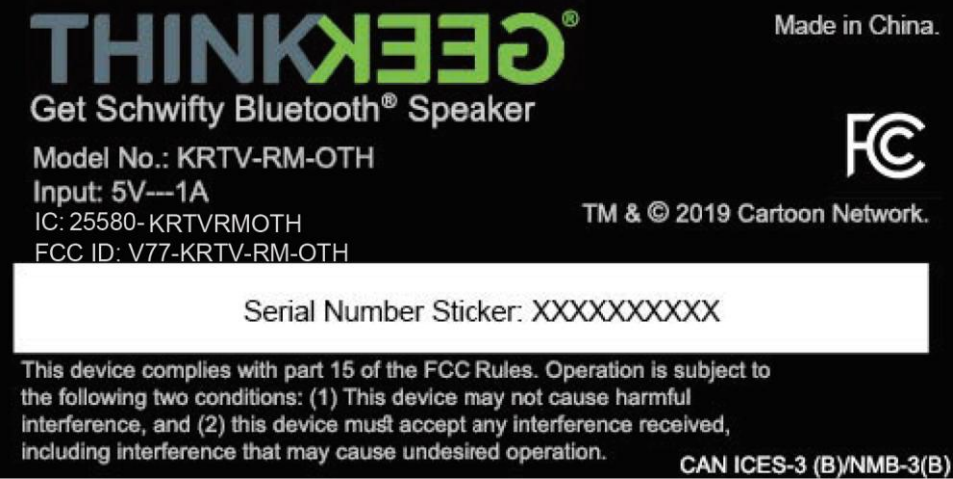 THINKGEEK®
Made in China.
Get Schwifty Bluetooth® Speaker
Model No.: KRTV-RM-OTH
Input: 5V---1A
IC: 25580-KRTVRMOTH
FCC ID: V77-KRTV-RM-OTH
FC
TM & © 2019 Cartoon Network.
Serial Number Sticker: XXXXXXXXXX
This device complies with part 15 of the FCC Rules. Operation is subject to
the following two conditions: (1) This device may not cause harmful
interference, and (2) this device must accept any interference received,
including interference that may cause undesired operation.
CAN ICES-3 (B)/NMB-3(B)